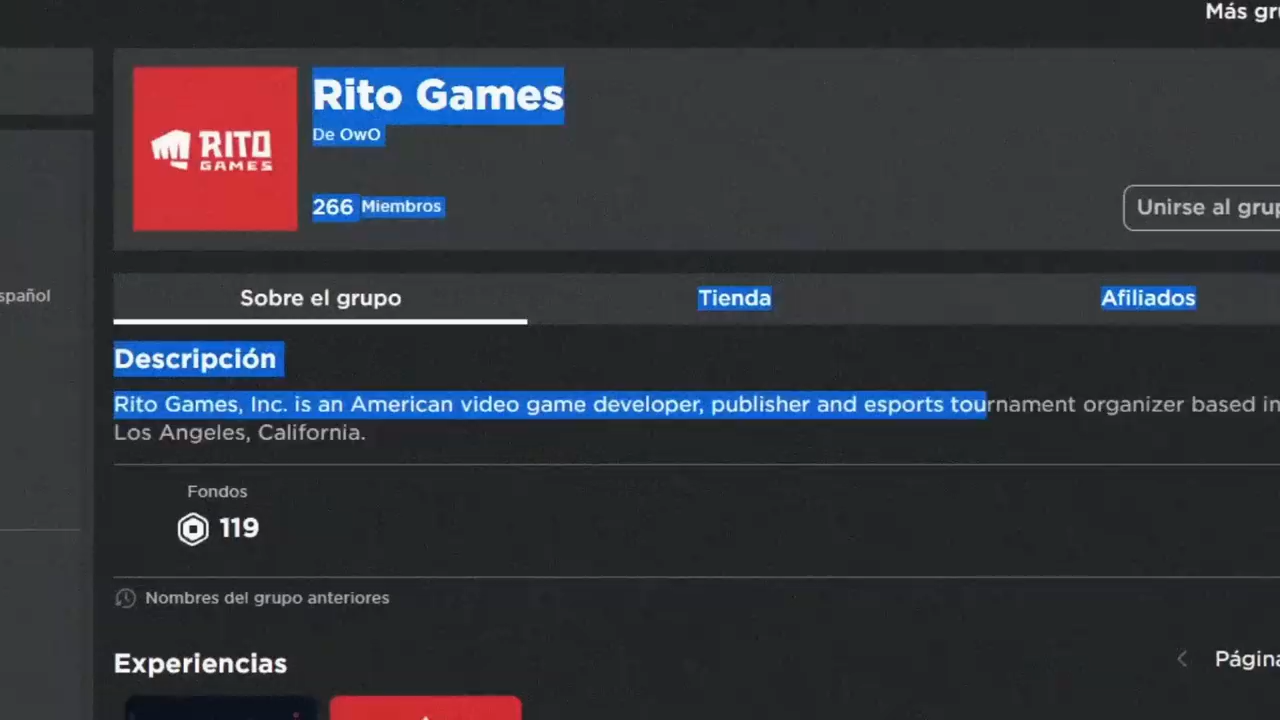 Más gr
RITO
GAMES
Rito Games
De OwO
266 Miembros
Unirse al grup
spañol
Sobre el grupo
Tienda
Afiliados
Descripción
Rito Games, Inc. is an American video game developer, publisher and esports tournament organizer based in
Los Angeles, California.
Fondos
119
Nombres del grupo anteriores
Experiencias
Página